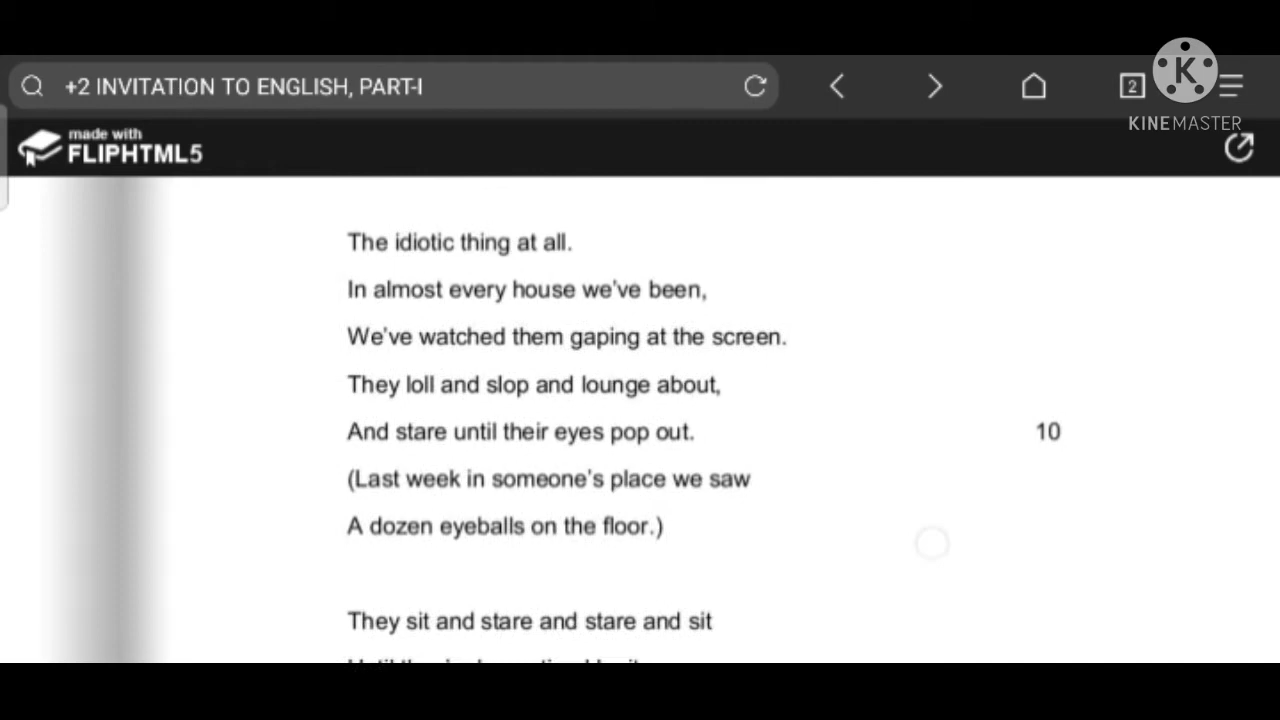 +2 INVITATION TO ENGLISH, PART-I
2
K
KINEMASTER
made with
FLIPHTML5
The idiotic thing at all.
In almost every house we've been,
We've watched them gaping at the screen.
They loll and slop and lounge about,
And stare until their eyes pop out.
10
(Last week in someone's place we saw
A dozen eyeballs on the floor.)
They sit and stare and stare and sit